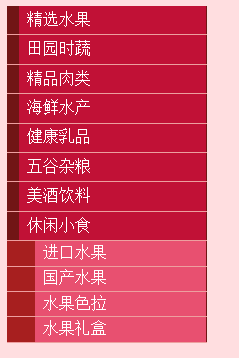 精选水果
田园时蔬
精品肉类
海鲜水产
健康乳品
五谷杂粮
美酒饮料
休闲小食
进口水果
国产水果
水果色拉
水果礼盒